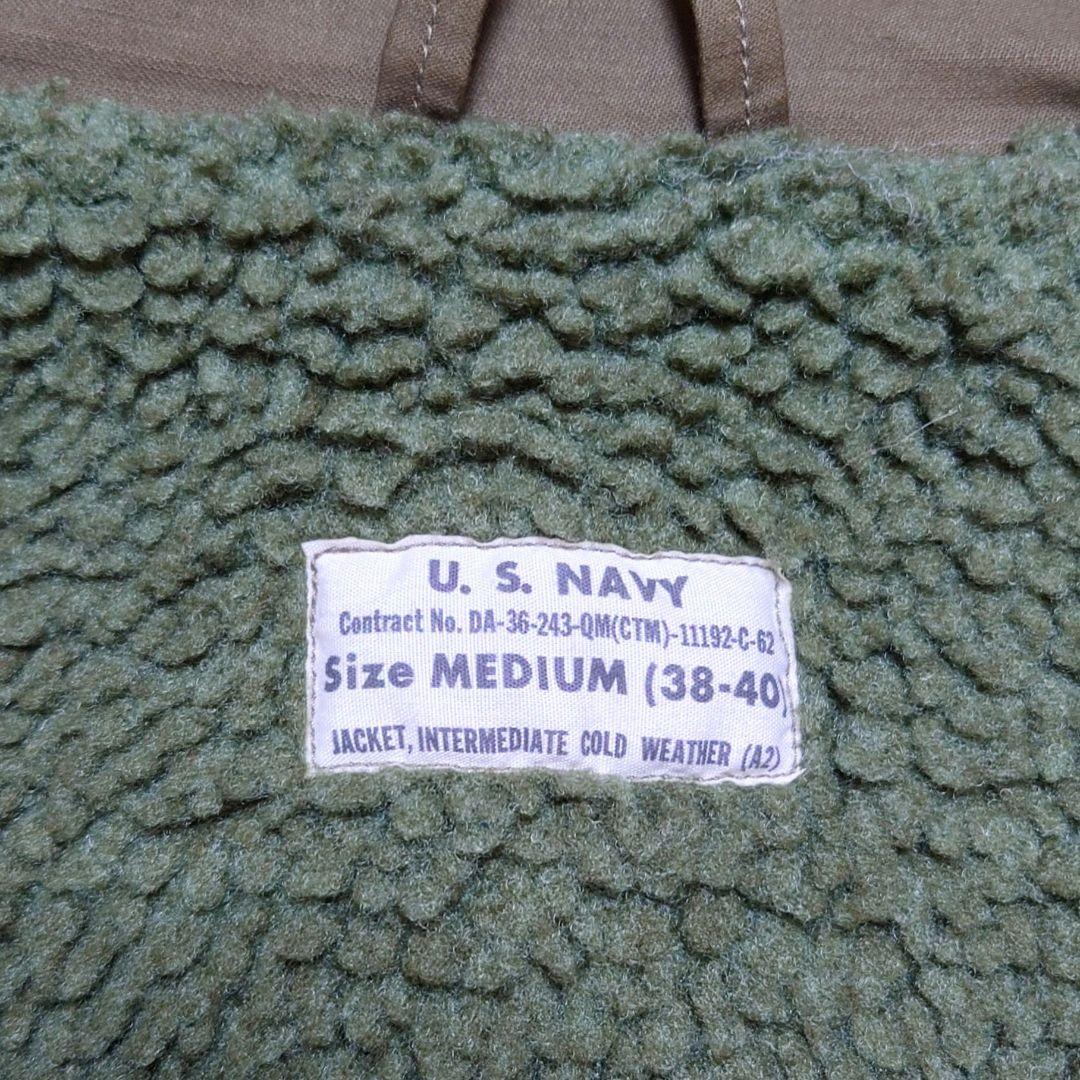 U. S. NAVY
Contract No. DA-36-243-QM(CTM)-11192-C-62
Size MEDIUM (38-40)
JACKET, INTERMEDIATE COLD WEATHER (A2)